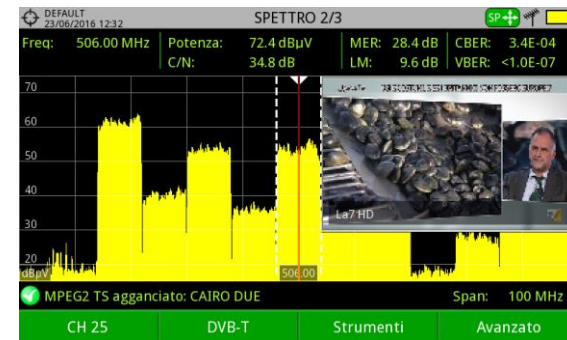 DEFAULT
23/06/2016 12:32
SPETTRO 2/3
SP
Freq: 506.00 MHz
Potenza: 72.4 dBµV
MER: 28.4 dB
CBER: 3.4E-04
C/N: 34.8 dB
LM: 9.6 dB
VBER: <1.0E-07
70
60
50
40
30
20
dBµV
506.00
La7 HD
MPEG2 TS agganciato: CAIRO DUE
Span: 100 MHz
CH 25
DVB-T
Strumenti
Avanzato